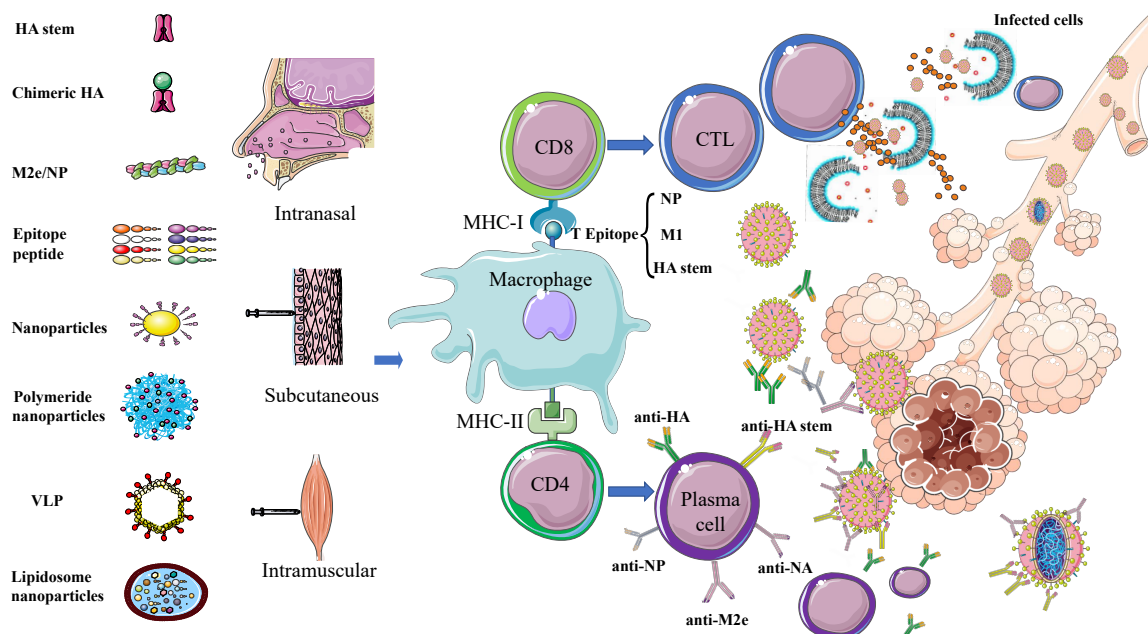 HA stem
Chimeric HA
M2e/NP
Epitope
peptide
Nanoparticles
Polymeride
nanoparticles
VLP
Lipidosome
nanoparticles
Intranasal
Subcutaneous
Intramuscular
CD8
MHC-I
T Epitope
NP
M1
HA stem
Macrophage
MHC-II
CD4
CTL
Infected cells
anti-HA
anti-HA stem
Plasma
cell
anti-NP
anti-NA
anti-M2e